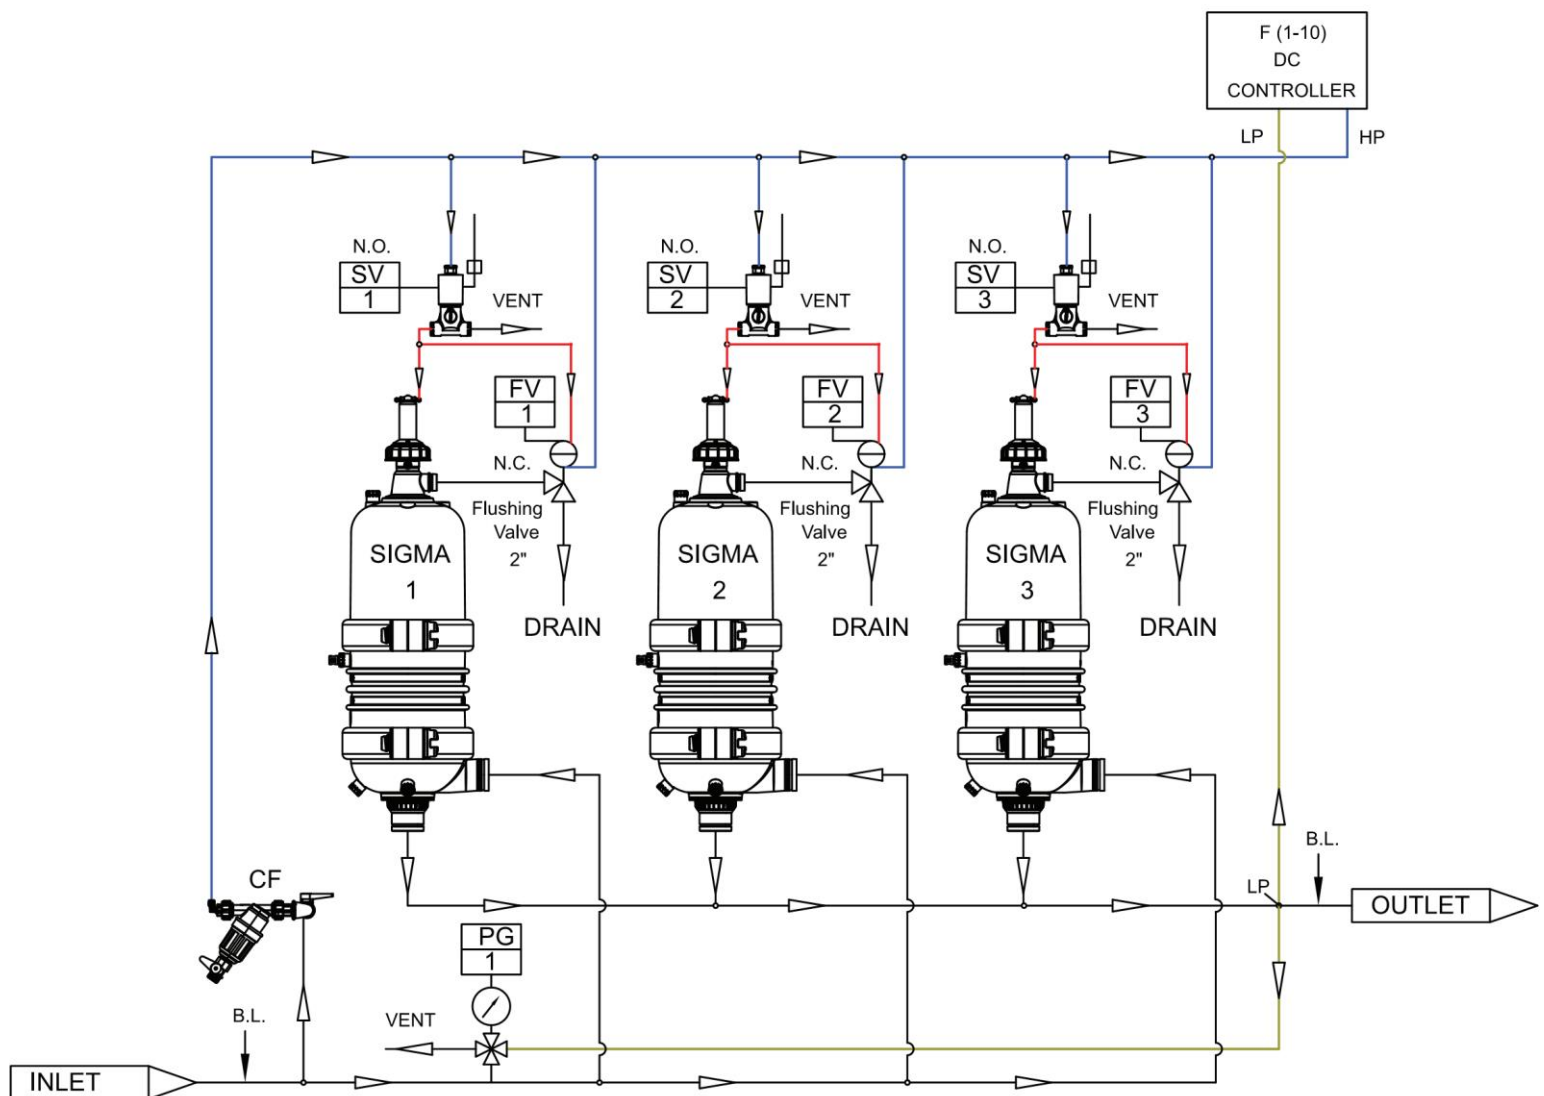 F (1-10)
DC
CONTROLLER
LP
HP
N.O.
SV
1
VENT
N.O.
SV
2
VENT
N.O.
SV
3
VENT
FV
1
FV
2
FV
3
N.C.
N.C.
N.C.
Flushing
Valve
2"
Flushing
Valve
2"
Flushing
Valve
2"
SIGMA
1
SIGMA
2
SIGMA
3
DRAIN
DRAIN
DRAIN
B.L.
CF
LP
OUTLET
PG
1
B.L.
VENT
INLET